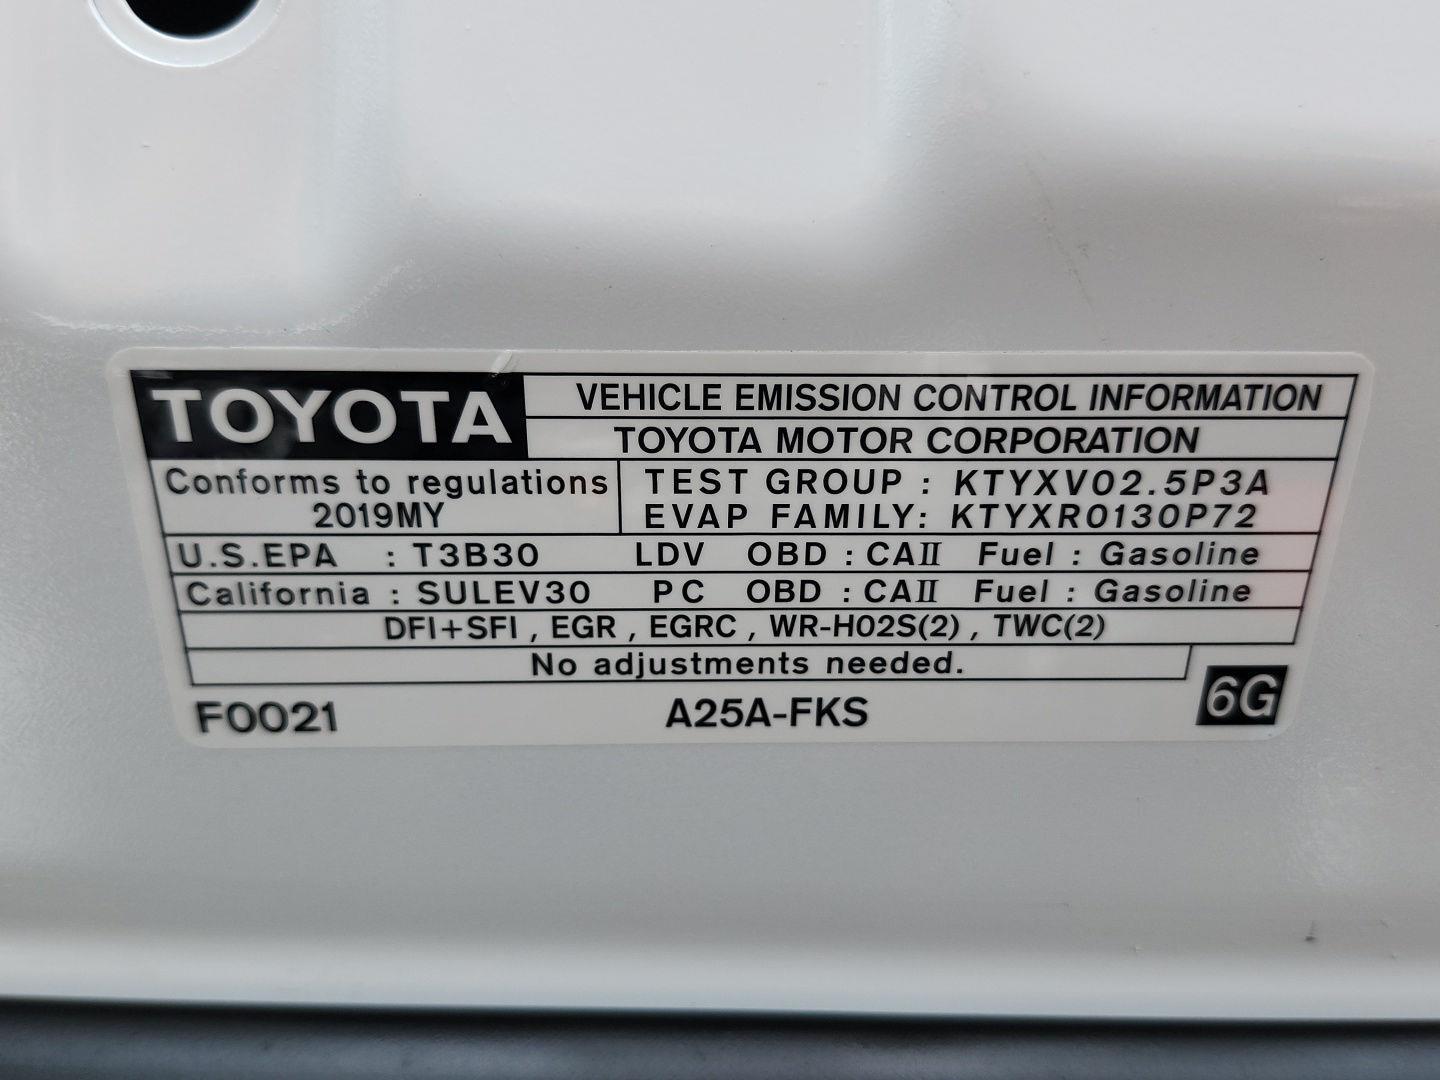 TOYOTA
VEHICLE EMISSION CONTROL INFORMATION
TOYOTA MOTOR CORPORATION
Conforms to regulations
2019MY
TEST GROUP : KTYXV02.5P3A
EVAP FAMILY: KTYXR0130P72
U.S.EPA : T3B30 LDV OBD : CAII Fuel : Gasoline
California : SULEV30 PC OBD : CAII Fuel : Gasoline
DFI+SFI , EGR , EGRC , WR-HO2S(2) , TWC(2)
No adjustments needed.
F0021 A25A-FKS 6G